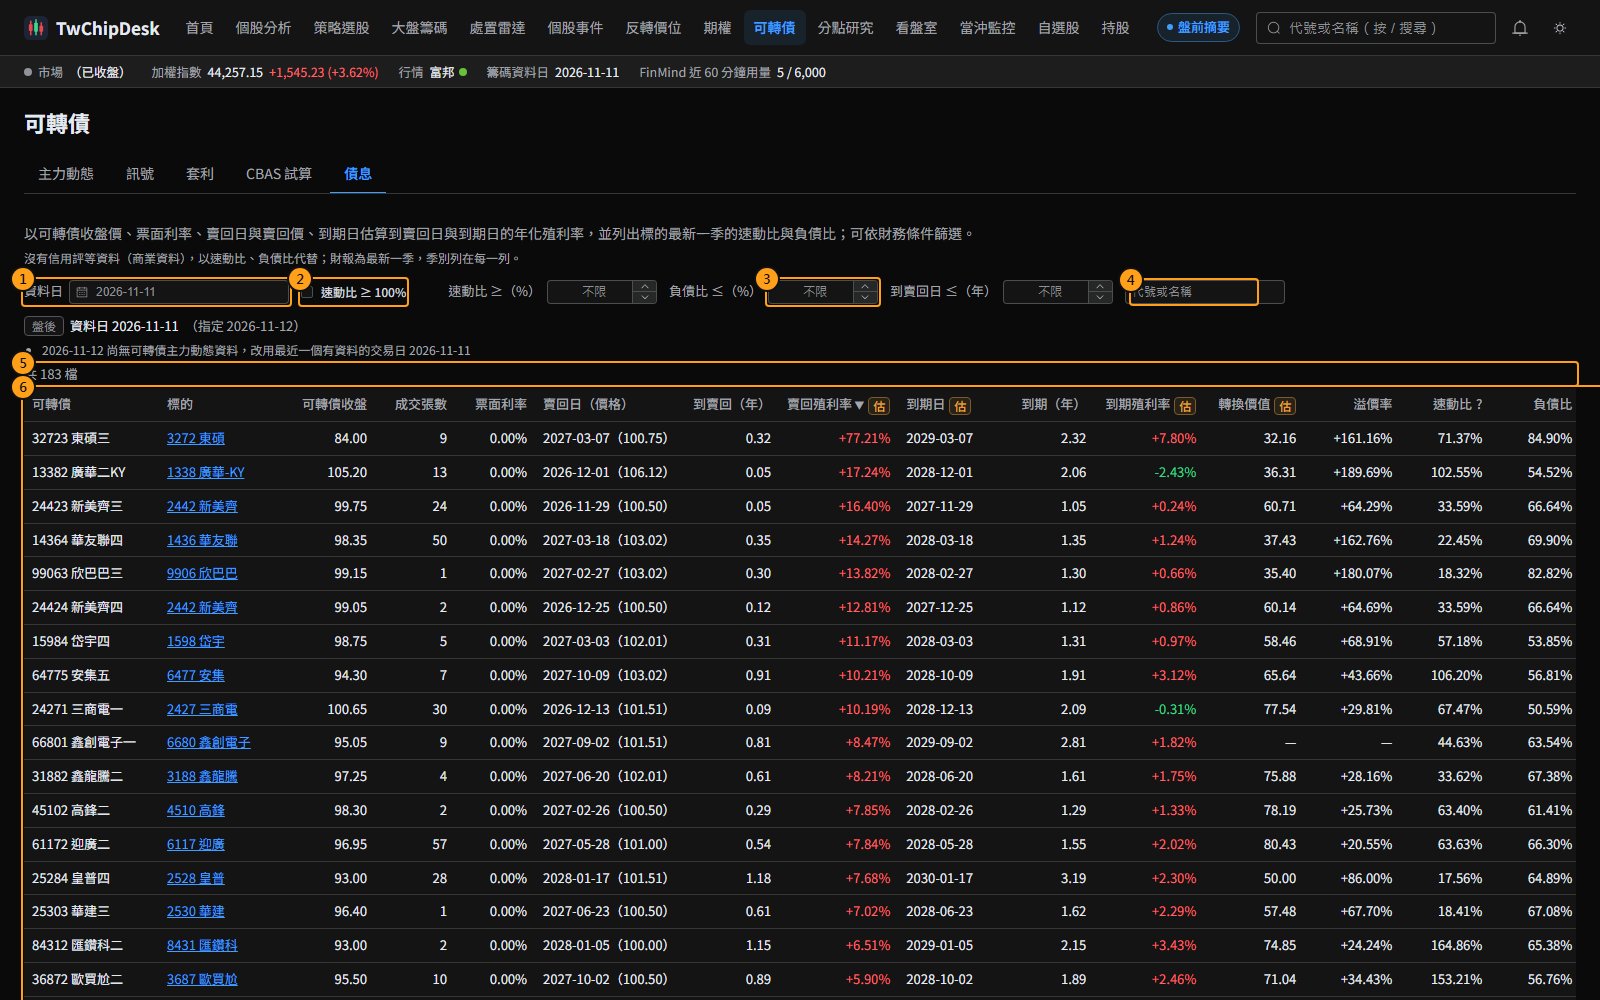 TwChipDesk 首頁 個股分析 策略選股 大盤籌碼 處置雷達 個股事件 反轉價位 期權 可轉債 分點研究 看盤室 當沖監控 自選股 持股 盤前摘要 代號或名稱（按 / 搜尋）
市場 （已收盤） 加權指數 44,257.15 +1,545.23 (+3.62%) 行情 富邦 籌碼資料日 2026-11-11 FinMind 近 60 分鐘用量 5 / 6,000
可轉債
主力動態 訊號 套利 CBAS 試算 債息
以可轉債收盤價、票面利率、賣回日與賣回價、到期日估算到賣回日與到期日的年化殖利率，並列出標的最新一季的速動比與負債比；可依財務條件篩選。
沒有信用評等資料（商業資料），以速動比、負債比代替；財報為最新一季，季別列在每一列。
1 2 3 4
資料日 2026-11-11 速動比 ≥ 100% 速動比 ≥（%） 不限 負債比 ≤（%） 不限 到賣回日 ≤（年） 不限 代號或名稱
盤後 資料日 2026-11-11 （指定 2026-11-12）
2026-11-12 尚無可轉債主力動態資料，改用最近一個有資料的交易日 2026-11-11
5
共 183 檔
6
可轉債 標的 可轉債收盤 成交張數 票面利率 賣回日（價格） 到賣回（年） 賣回殖利率▼ 估 到期日 估 到期（年） 到期殖利率 估 轉換價值 估 溢價率 速動比 ? 負債比
32723 東碩三 3272 東碩 84.00 9 0.00% 2027-03-07（100.75） 0.32 +77.21% 2029-03-07 2.32 +7.80% 32.16 +161.16% 71.37% 84.90%
13382 廣華二KY 1338 廣華-KY 105.20 13 0.00% 2026-12-01（106.12） 0.05 +17.24% 2028-12-01 2.06 -2.43% 36.31 +189.69% 102.55% 54.52%
24423 新美齊三 2442 新美齊 99.75 24 0.00% 2026-11-29（100.50） 0.05 +16.40% 2027-11-29 1.05 +0.24% 60.71 +64.29% 33.59% 66.64%
14364 華友聯四 1436 華友聯 98.35 50 0.00% 2027-03-18（103.02） 0.35 +14.27% 2028-03-18 1.35 +1.24% 37.43 +162.76% 22.45% 69.90%
99063 欣巴巴三 9906 欣巴巴 99.15 1 0.00% 2027-02-27（103.02） 0.30 +13.82% 2028-02-27 1.30 +0.66% 35.40 +180.07% 18.32% 82.82%
24424 新美齊四 2442 新美齊 99.05 2 0.00% 2026-12-25（100.50） 0.12 +12.81% 2027-12-25 1.12 +0.86% 60.14 +64.69% 33.59% 66.64%
15984 岱宇四 1598 岱宇 98.75 5 0.00% 2027-03-03（102.01） 0.31 +11.17% 2028-03-03 1.31 +0.97% 58.46 +68.91% 57.18% 53.85%
64775 安集五 6477 安集 94.30 7 0.00% 2027-10-09（103.02） 0.91 +10.21% 2028-10-09 1.91 +3.12% 65.64 +43.66% 106.20% 56.81%
24271 三商電一 2427 三商電 100.65 30 0.00% 2026-12-13（101.51） 0.09 +10.19% 2028-12-13 2.09 -0.31% 77.54 +29.81% 67.47% 50.59%
66801 鑫創電子一 6680 鑫創電子 95.05 9 0.00% 2027-09-02（101.51） 0.81 +8.47% 2029-09-02 2.81 +1.82% — — 44.63% 63.54%
31882 鑫龍騰二 3188 鑫龍騰 97.25 4 0.00% 2027-06-20（102.01） 0.61 +8.21% 2028-06-20 1.61 +1.75% 75.88 +28.16% 33.62% 67.38%
45102 高鋒二 4510 高鋒 98.30 2 0.00% 2027-02-26（100.50） 0.29 +7.85% 2028-02-26 1.29 +1.33% 78.19 +25.73% 63.40% 61.41%
61172 迎廣二 6117 迎廣 96.95 57 0.00% 2027-05-28（101.00） 0.54 +7.84% 2028-05-28 1.55 +2.02% 80.43 +20.55% 63.63% 66.30%
25284 皇普四 2528 皇普 93.00 28 0.00% 2028-01-17（101.51） 1.18 +7.68% 2030-01-17 3.19 +2.30% 50.00 +86.00% 17.56% 64.89%
25303 華建三 2530 華建 96.40 1 0.00% 2027-06-23（100.50） 0.61 +7.02% 2028-06-23 1.62 +2.29% 57.48 +67.70% 18.41% 67.08%
84312 匯鑽科二 8431 匯鑽科 93.00 2 0.00% 2028-01-05（100.00） 1.15 +6.51% 2029-01-05 2.15 +3.43% 74.85 +24.24% 164.86% 65.38%
36872 歐買尬二 3687 歐買尬 95.50 10 0.00% 2027-10-02（100.50） 0.89 +5.90% 2028-10-02 1.89 +2.46% 71.04 +34.43% 153.21% 56.76%